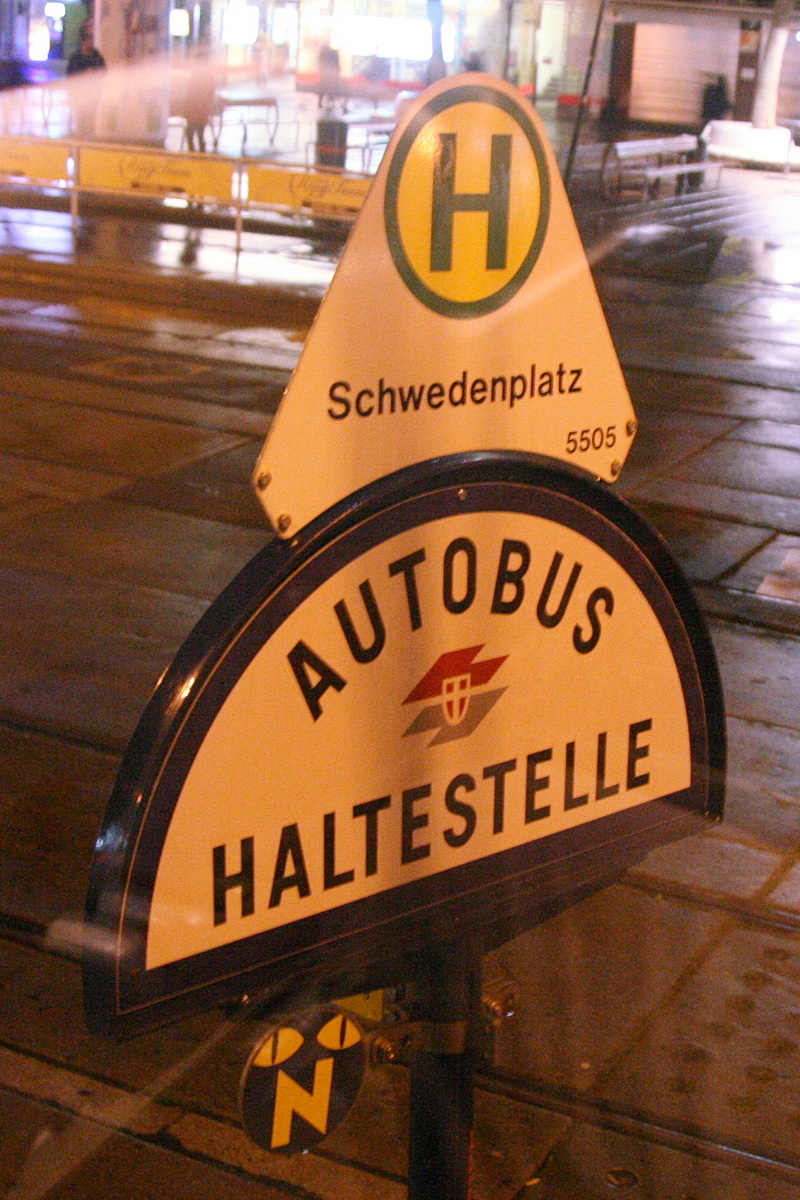 H
Schwedenplatz
5505
AUTOBUS
HALTESTELLE
N